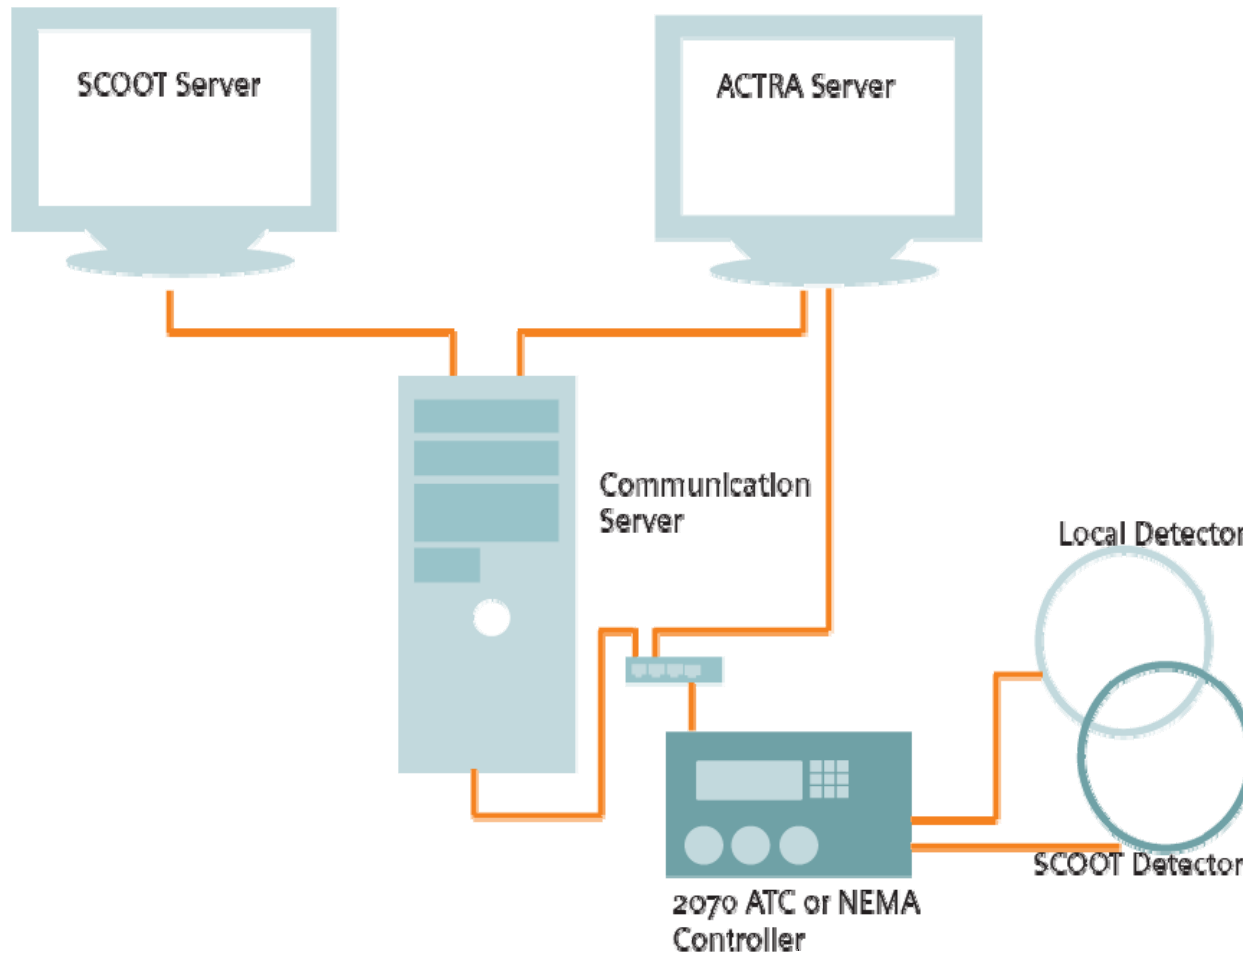 SCOOT Server
ACTRA Server
Communication
Server
Local Detector
SCOOT Detector
2070 ATC or NEMA
Controller